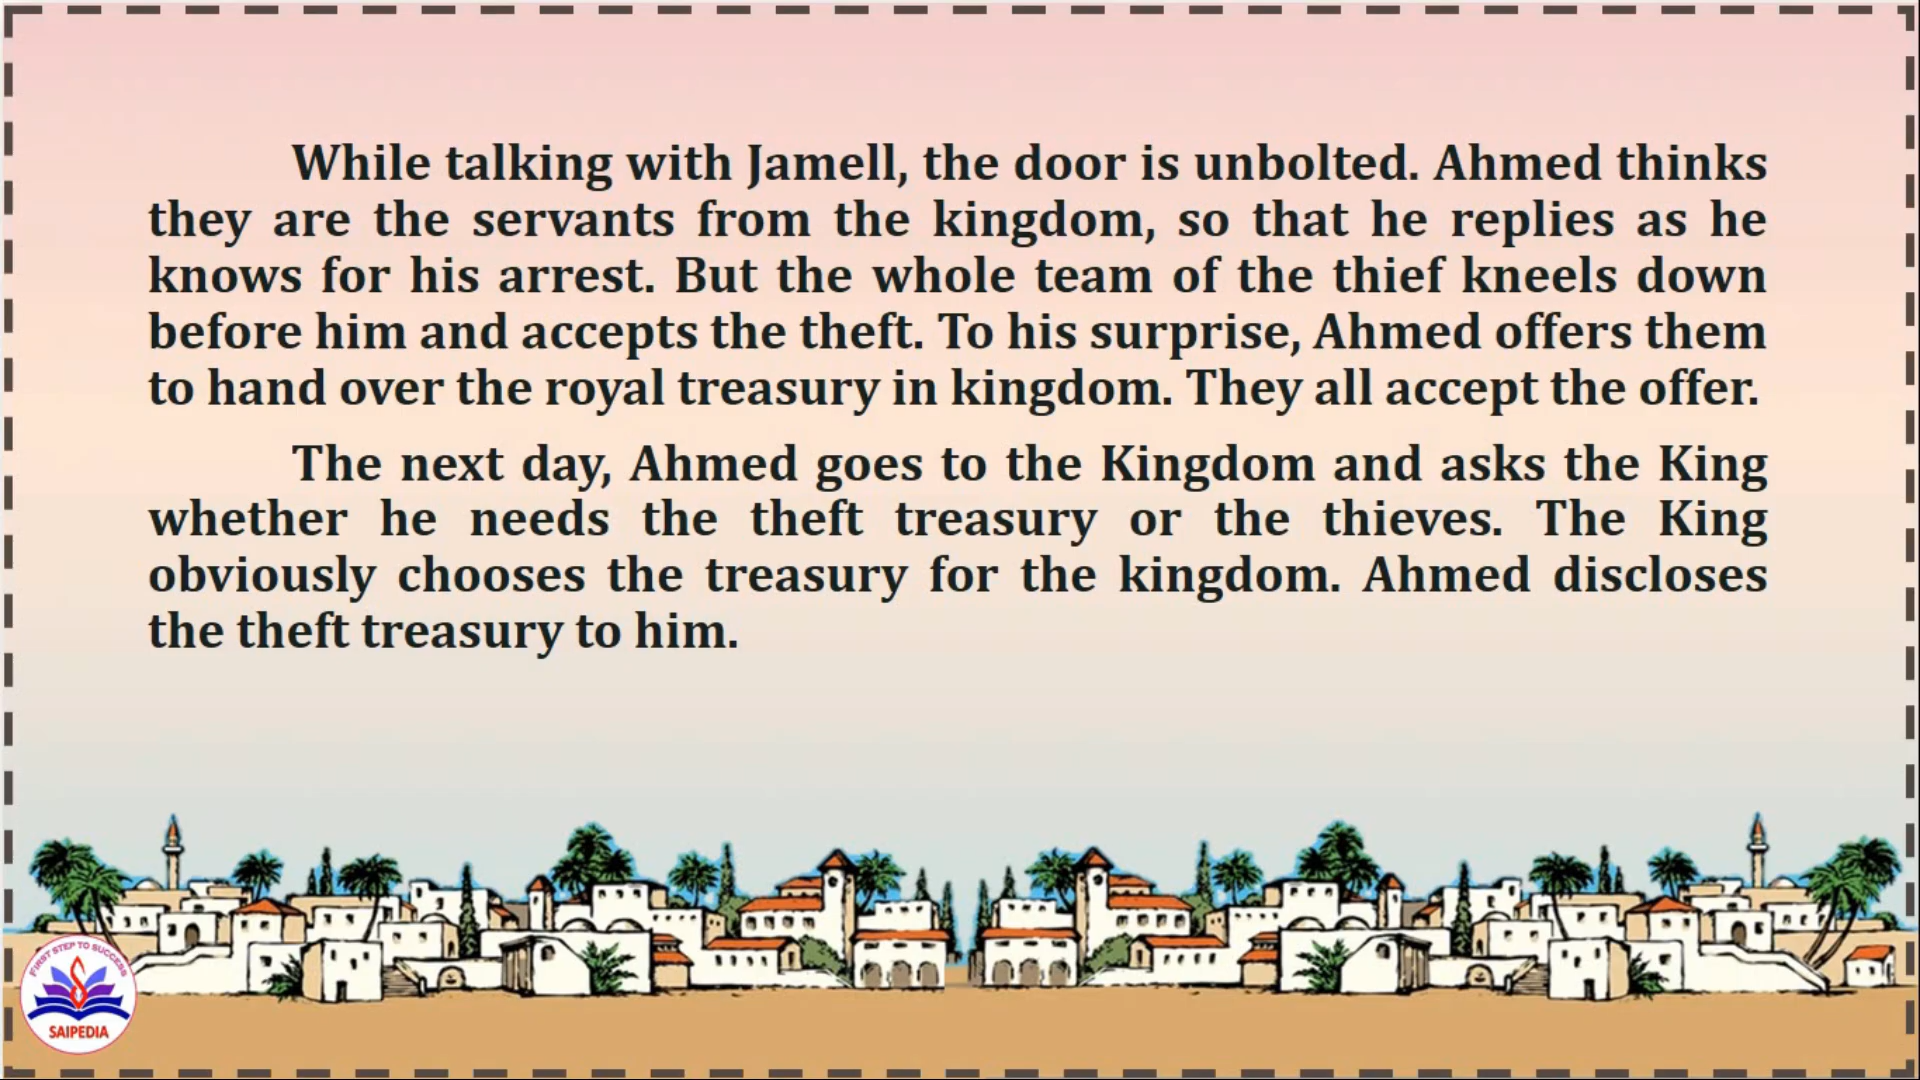 While talking with Jamell, the door is unbolted. Ahmed thinks
they are the servants from the kingdom, so that he replies as he
knows for his arrest. But the whole team of the thief kneels down
before him and accepts the theft. To his surprise, Ahmed offers them
to hand over the royal treasury in kingdom. They all accept the offer.
The next day, Ahmed goes to the Kingdom and asks the King
whether he needs the theft treasury or the thieves. The King
obviously chooses the treasury for the kingdom. Ahmed discloses
the theft treasury to him.
FIRST STEP TO SUCCESS
SAIPEDIA